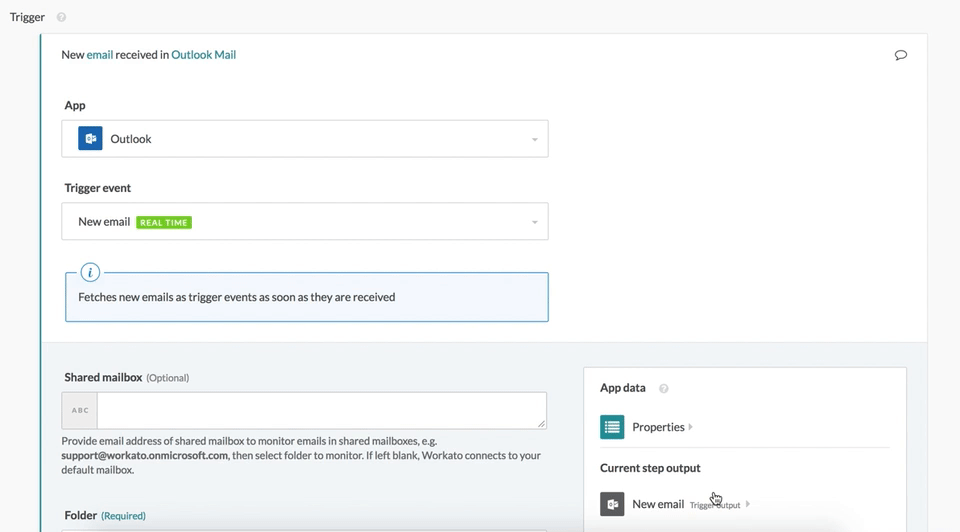 Trigger ?
New email received in Outlook Mail
App
Outlook
Trigger event
New email REAL TIME
i
Fetches new emails as trigger events as soon as they are received
Shared mailbox (Optional)
ABC
Provide email address of shared mailbox to monitor emails in shared mailboxes, e.g.
support@workato.onmicrosoft.com, then select folder to monitor. If left blank, Workato connects to your
default mailbox.
Folder (Required)
App data ?
Properties
Current step output
New email Trigger output